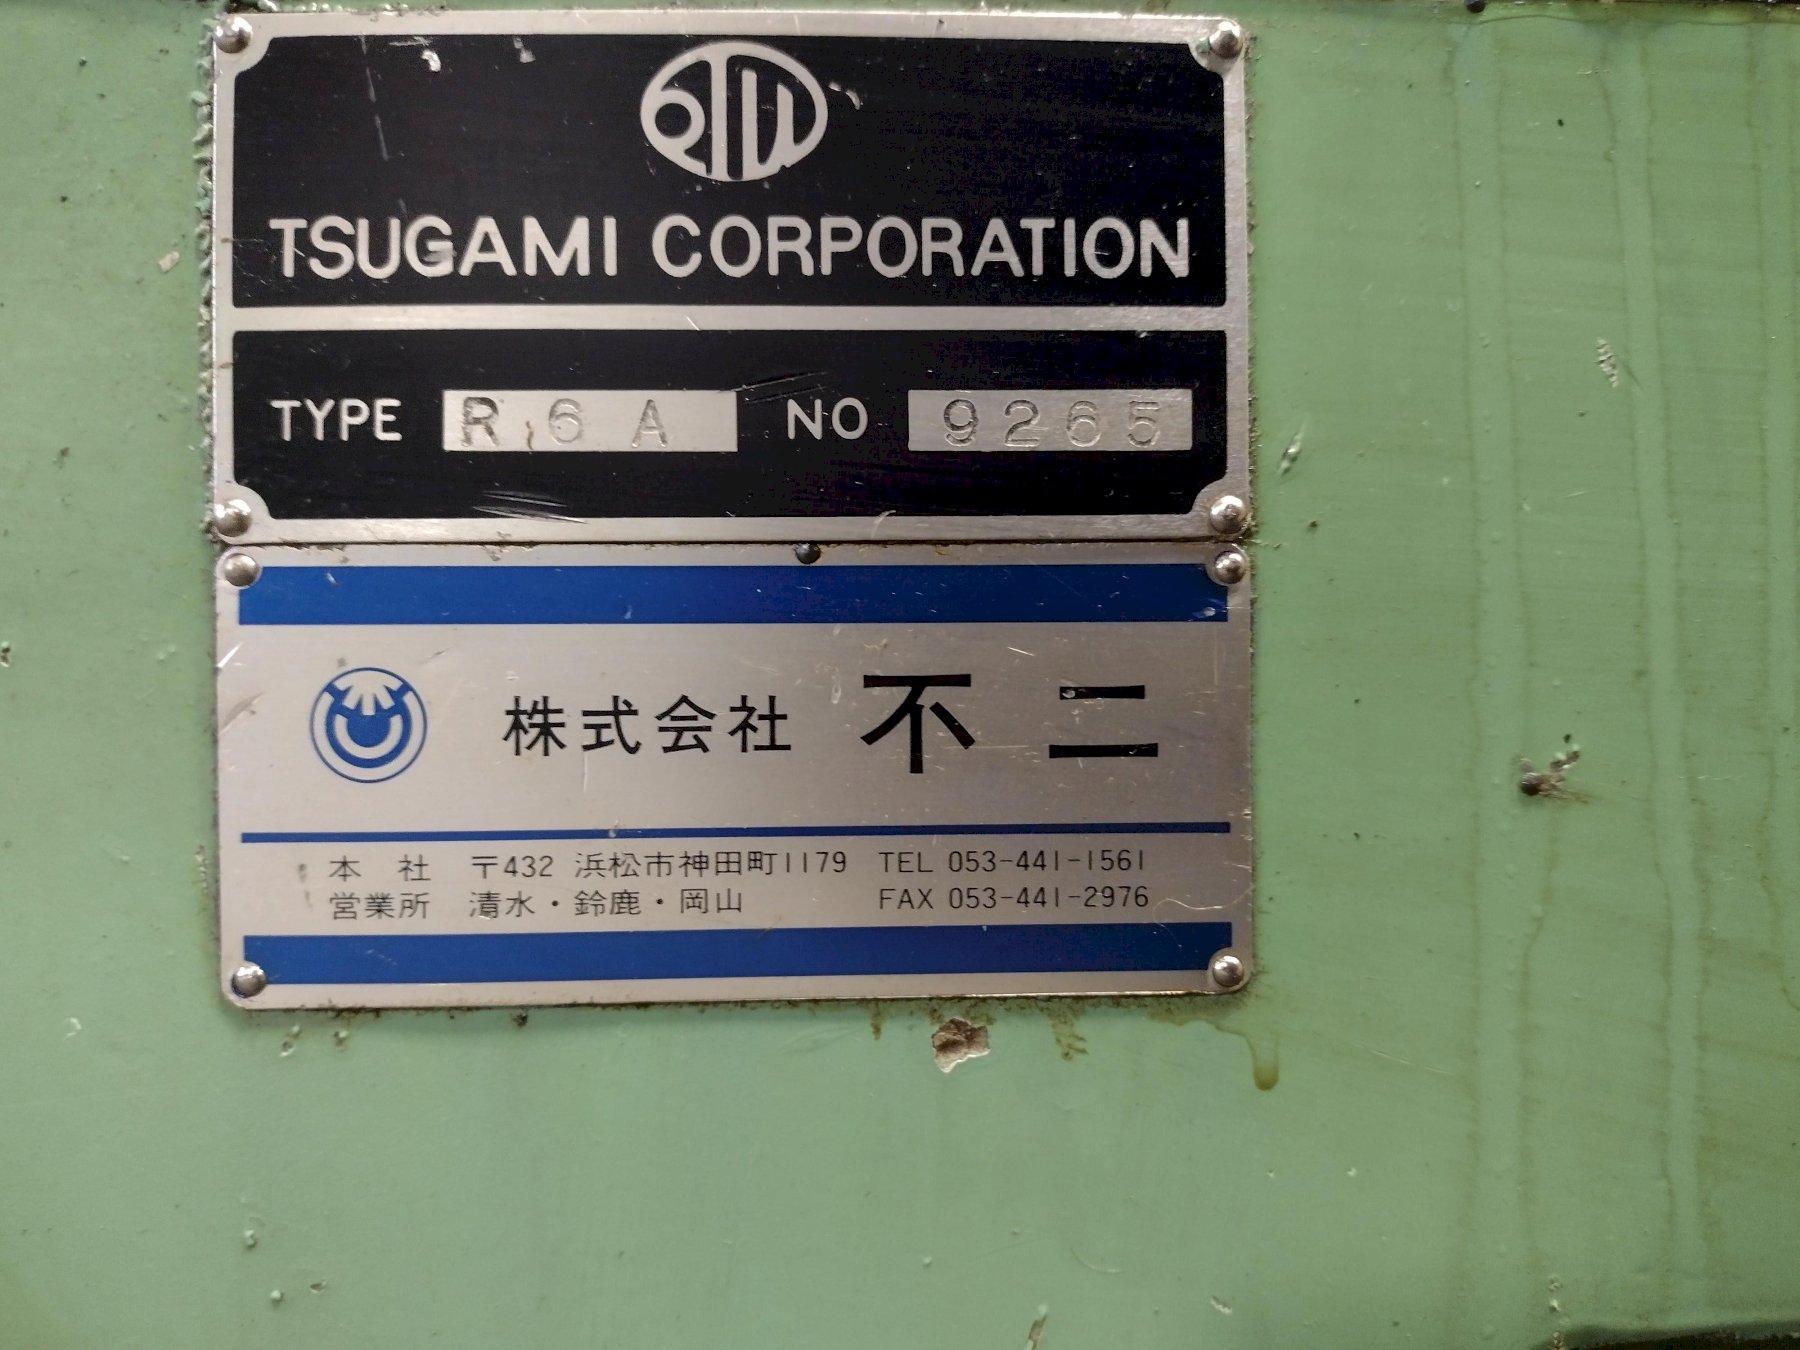 TSUGAMI CORPORATION
TYPE R6A NO 9265
株式会社 不二
本社 〒432 浜松市神田町1179 TEL 053-441-1561
営業所 清水・鈴鹿・岡山 FAX 053-441-2976